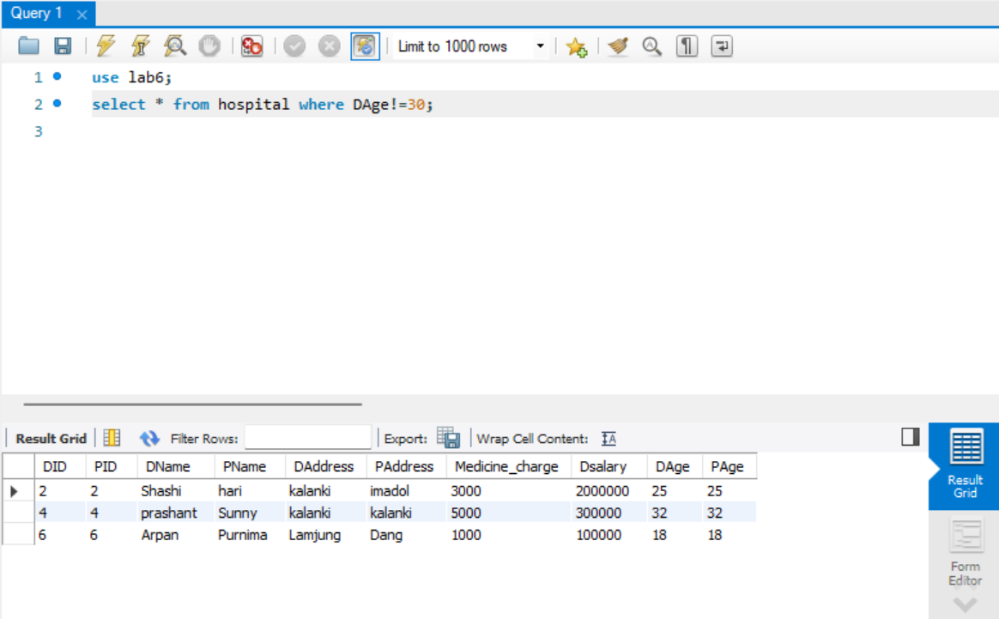 Query 1
Limit to 1000 rows
1 use lab6;
2 select * from hospital where DAge!=30;
3
Result Grid Filter Rows: Export: Wrap Cell Content:
DID PID DName PName DAddress PAddress Medicine_charge Dsalary DAge PAge
2 2 Shashi hari kalanki imadol 3000 2000000 25 25
4 4 prashant Sunny kalanki kalanki 5000 300000 32 32
6 6 Arpan Purnima Lamjung Dang 1000 100000 18 18
Result
Grid
Form
Editor